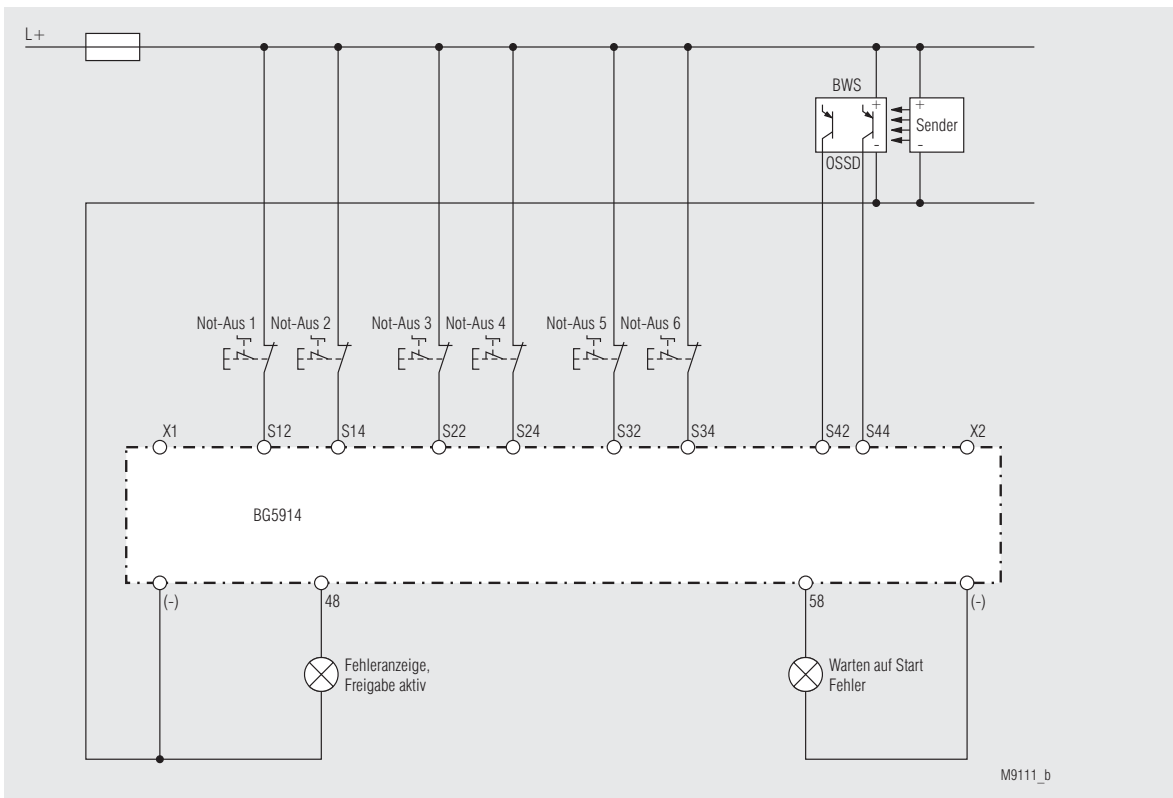 L+
BWS
+ +
Sender
- -
OSSD
Not-Aus 1 Not-Aus 2 Not-Aus 3 Not-Aus 4 Not-Aus 5 Not-Aus 6
X1 S12 S14 S22 S24 S32 S34 S42 S44 X2
BG5914
(-) 48 58 (-)
Fehleranzeige,
Freigabe aktiv
Warten auf Start
Fehler
M9111_b